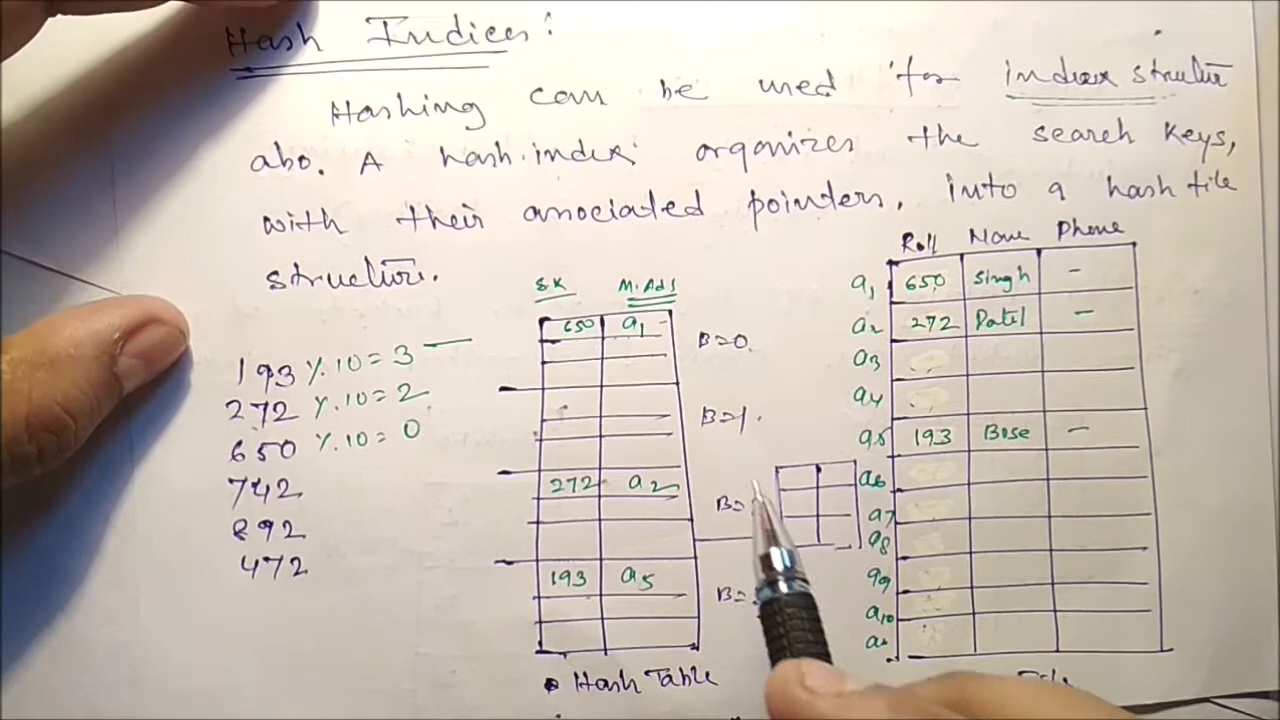 Hash Indices:
Hashing can be used for index structure
also. A hash index organizes the search keys,
with their associated pointers, into a hash file
structure.
Roll Name Phone
a1 650 Singh -
a2 272 Patel -
a3
a4
a5 193 Bose -
a6
a7
a8
a9
a10
S.K M. Ads
650 a1 - B=0.
B=1.
272 a2 B=
193 a5 B=
Hash Table
193 %.10 = 3
272 %.10 = 2
650 %.10 = 0
742
892
472